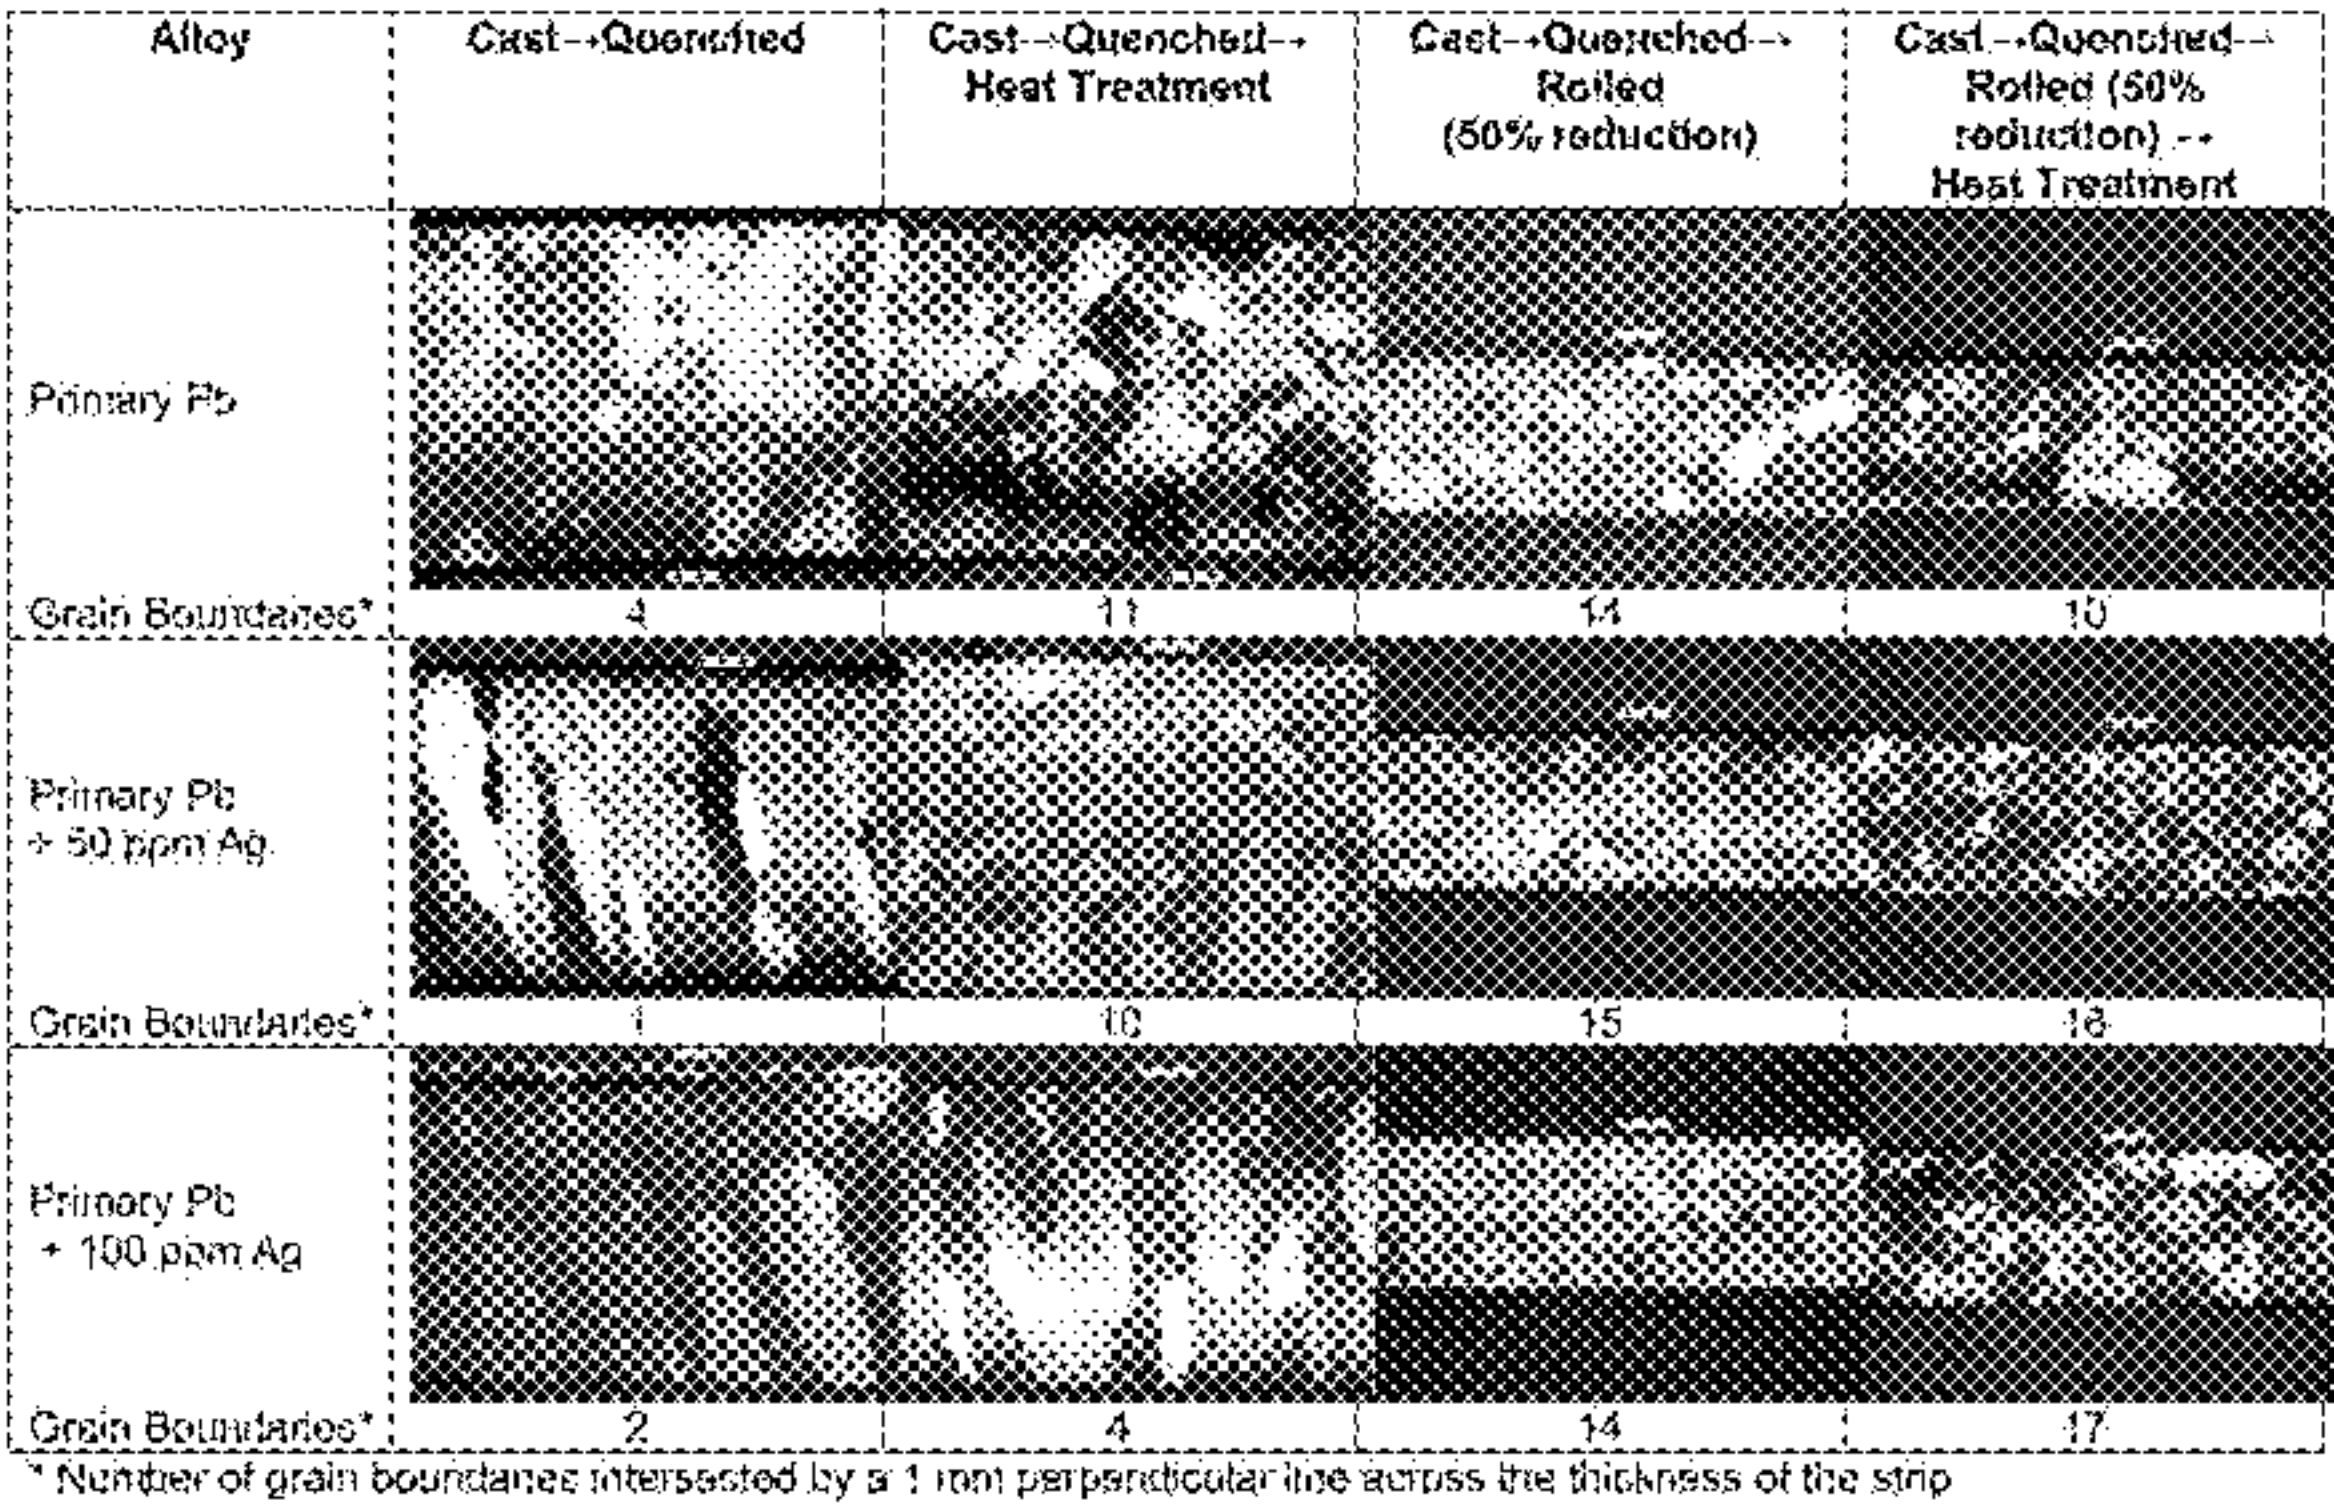 Alloy
Cast→Quenched
Cast→Quenched→
Heat Treatment
Cast→Quenched→
Rolled
(50% reduction)
Cast→Quenched→
Rolled (50%
reduction) →
Heat Treatment
Primary Pb
Grain Boundaries*
4
11
14
10
Primary Pb
+ 50 ppm Ag
Grain Boundaries*
1
10
15
16
Primary Pb
+ 100 ppm Ag
Grain Boundaries*
2
4
14
17
* Number of grain boundaries intersected by a 1 mm perpendicular line across the thickness of the strip